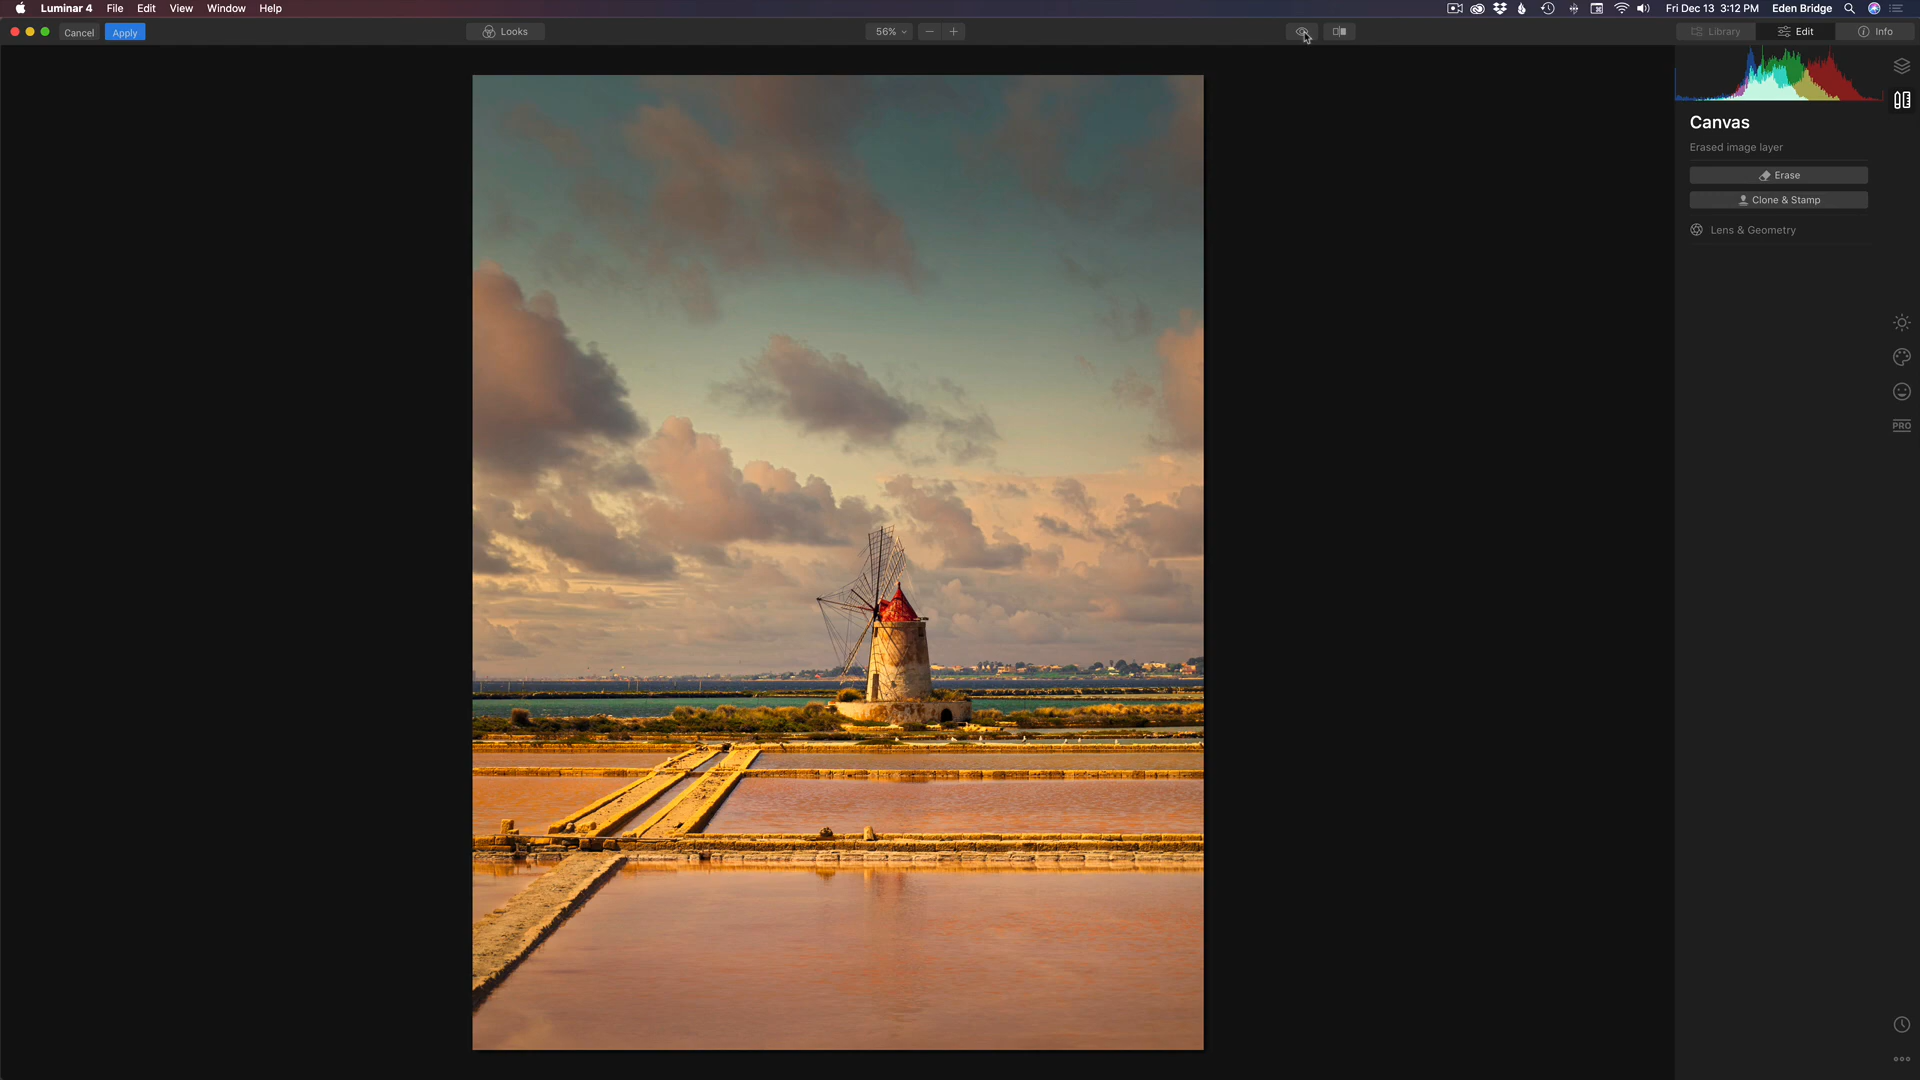 Luminar 4 File Edit View Window Help
Fri Dec 13 3:12 PM Eden Bridge
Cancel Apply Looks 56% Library Edit Info
Canvas
Erased image layer
Erase
Clone & Stamp
Lens & Geometry
PRO